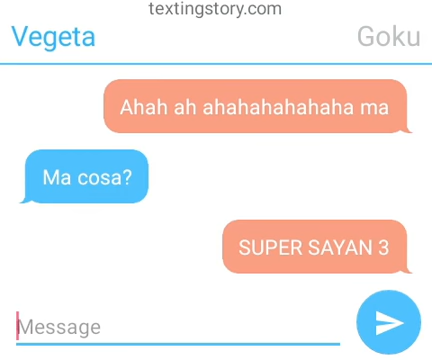 textingstory.com
Vegeta Goku
Ahah ah ahahahahahaha ma
Ma cosa?
SUPER SAYAN 3
Message